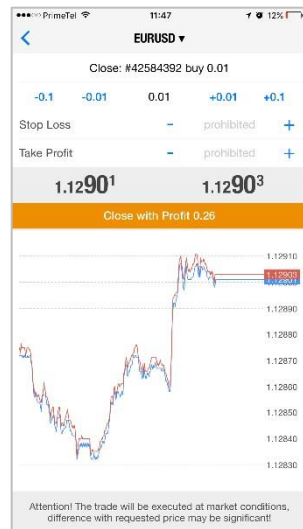 PrimeTel 11:47 12%
EURUSD ▾
Close: #42584392 buy 0.01
-0.1 -0.01 0.01 +0.01 +0.1
Stop Loss - prohibited +
Take Profit - prohibited +
1.12901 1.12903
Close with Profit 0.26
1.12910
1.12903
1.12901
1.12890
1.12880
1.12870
1.12860
1.12850
1.12840
1.12830
Attention! The trade will be executed at market conditions,
difference with requested price may be significant!